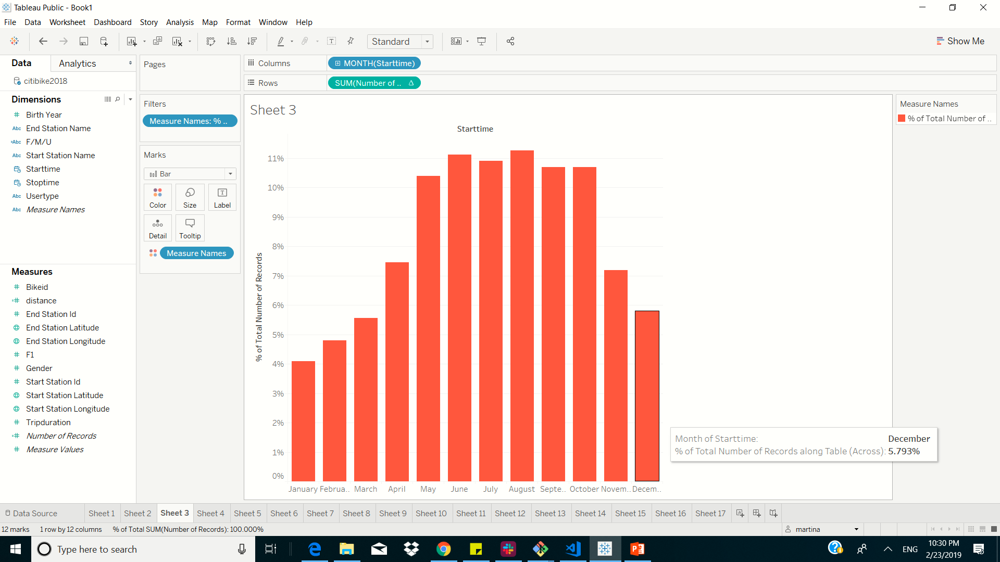 Tableau Public - Book1
File Data Worksheet Dashboard Story Analysis Map Format Window Help
Standard
Show Me
Data Analytics
citibike2018
Dimensions
Birth Year
End Station Name
F/M/U
Start Station Name
Starttime
Stoptime
Usertype
Measure Names
Measures
Bikeid
distance
End Station Id
End Station Latitude
End Station Longitude
F1
Gender
Start Station Id
Start Station Latitude
Start Station Longitude
Tripduration
Number of Records
Measure Values
Pages
Filters
Measure Names: % ..
Marks
Bar
Color Size Label
Detail Tooltip
Measure Names
Columns MONTH(Starttime)
Rows SUM(Number of .. Δ
Sheet 3
Starttime
% of Total Number of Records
11%
10%
9%
8%
7%
6%
5%
4%
3%
2%
1%
0%
January Februa.. March April May June July August Septe.. October Novem.. Decem..
Month of Starttime: December
% of Total Number of Records along Table (Across): 5.793%
Measure Names
% of Total Number of ..
Data Source Sheet 1 Sheet 2 Sheet 3 Sheet 4 Sheet 5 Sheet 6 Sheet 7 Sheet 8 Sheet 9 Sheet 10 Sheet 11 Sheet 12 Sheet 13 Sheet 14 Sheet 15 Sheet 16 Sheet 17
12 marks 1 row by 12 columns % of Total SUM(Number of Records): 100.000%
martina
Type here to search
ENG
10:30 PM
2/23/2019